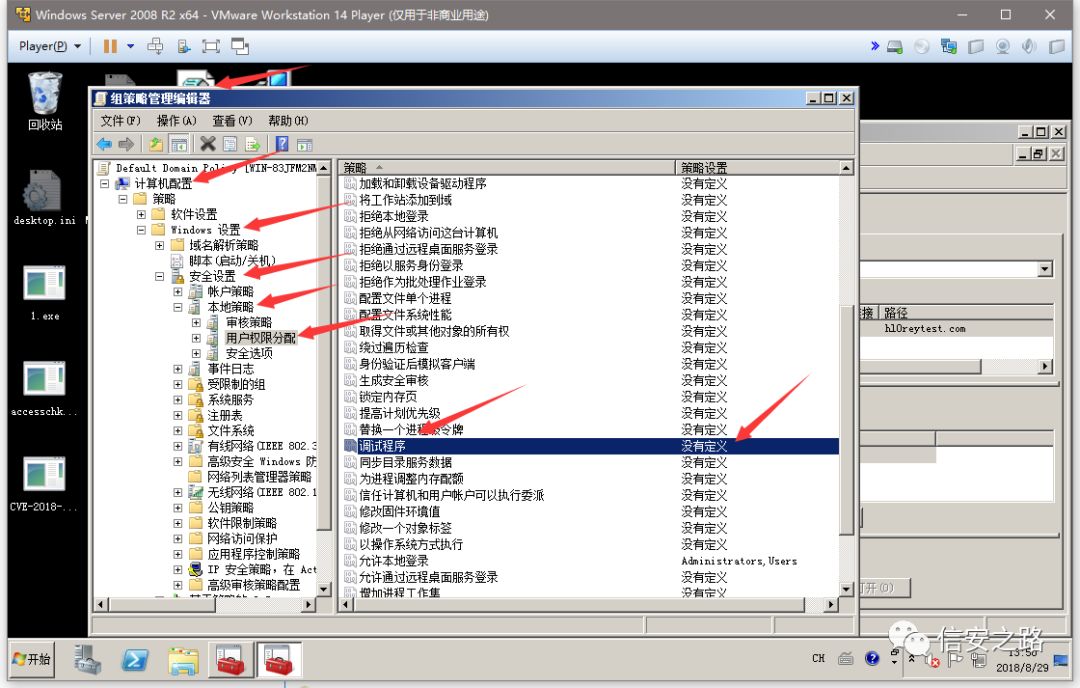 Windows Server 2008 R2 x64 - VMware Workstation 14 Player (仅用于非商业用途)
Player(P)
回收站
desktop.ini
1.exe
accesschk...
CVE-2018-...
组策略管理编辑器
文件(F) 操作(A) 查看(V) 帮助(H)
Default Domain Policy [WIN-83JFM2NM
计算机配置
策略
软件设置
Windows 设置
域名解析策略
脚本(启动/关机)
安全设置
帐户策略
本地策略
审核策略
用户权限分配
安全选项
事件日志
受限制的组
系统服务
注册表
文件系统
有线网络(IEEE 802.3
高级安全 Windows 防
网络列表管理器策略
无线网络(IEEE 802.1
公钥策略
软件限制策略
网络访问保护
应用程序控制策略
IP 安全策略，在 Act
高级审核策略配置
策略 策略设置
加载和卸载设备驱动程序 没有定义
将工作站添加到域 没有定义
拒绝本地登录 没有定义
拒绝从网络访问这台计算机 没有定义
拒绝通过远程桌面服务登录 没有定义
拒绝以服务身份登录 没有定义
拒绝作为批处理作业登录 没有定义
配置文件单个进程 没有定义
配置文件系统性能 没有定义
取得文件或其他对象的所有权 没有定义
绕过遍历检查 没有定义
身份验证后模拟客户端 没有定义
生成安全审核 没有定义
锁定内存页 没有定义
提高计划优先级 没有定义
替换一个进程级令牌 没有定义
调试程序 没有定义
同步目录服务数据 没有定义
为进程调整内存配额 没有定义
信任计算机和用户帐户可以执行委派 没有定义
修改固件环境值 没有定义
修改一个对象标签 没有定义
以操作系统方式执行 没有定义
允许本地登录 Administrators,Users
允许通过远程桌面服务登录 没有定义
增加进程工作集 没有定义
接 路径
hl0reytest.com
打开(O)
开始
CH
13:50
2018/8/29
信安之路